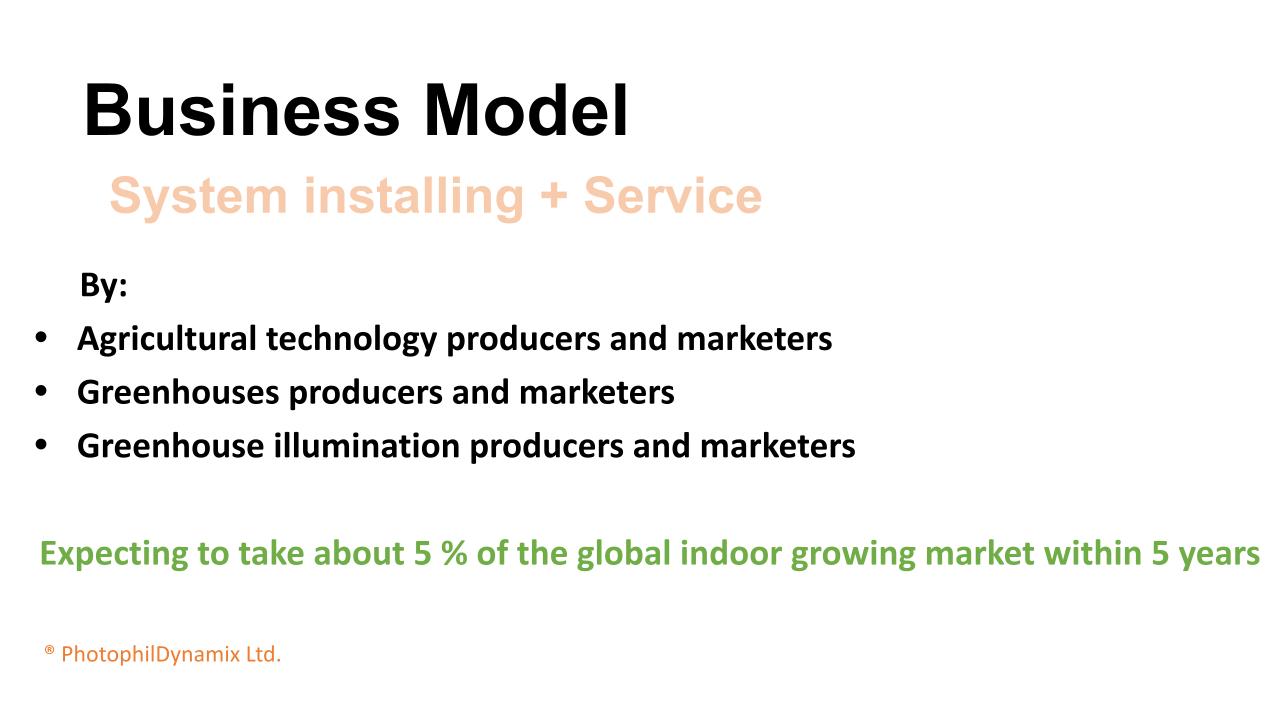 Business Model
System installing + Service
By:
• Agricultural technology producers and marketers
• Greenhouses producers and marketers
• Greenhouse illumination producers and marketers
Expecting to take about 5 % of the global indoor growing market within 5 years
® PhotophilDynamix Ltd.